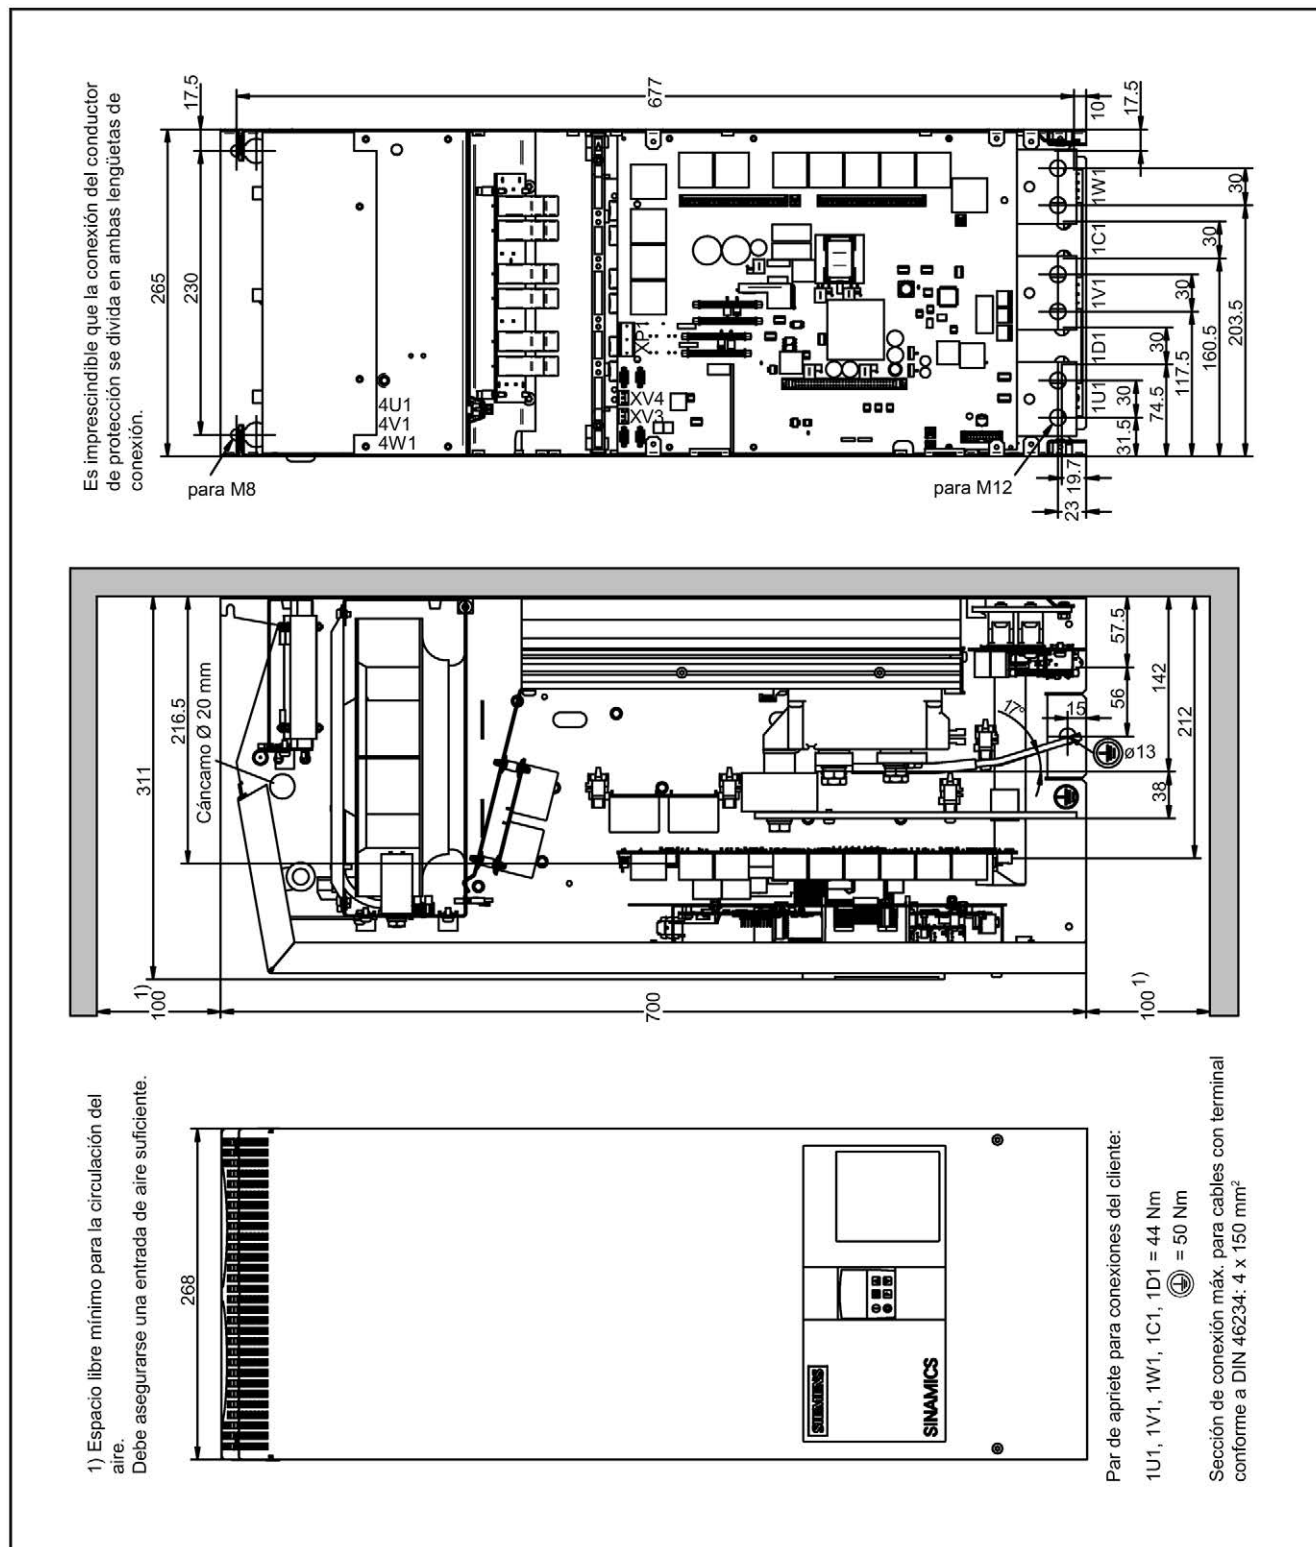 1) Espacio libre mínimo para la circulación del
aire.
Debe asegurarse una entrada de aire suficiente.
268
SIEMENS
SINAMICS
Par de apriete para conexiones del cliente:
1U1, 1V1, 1W1, 1C1, 1D1 = 44 Nm
= 50 Nm
Sección de conexión máx. para cables con terminal
conforme a DIN 46234: 4 x 150 mm²
311
216.5
Cáncamo Ø 20 mm
100 1)
700
100 1)
57.5
56
142
212
15
17°
ø13
38
Es imprescindible que la conexión del conductor
de protección se divida en ambas lengüetas de
conexión.
17.5
265
230
677
10
17.5
para M8
4U1
4V1
4W1
XP1
XV4
XV3
para M12
1U1
1D1
1V1
1C1
1W1
30
30
30
30
30
31.5
74.5
117.5
160.5
203.5
19.7
23